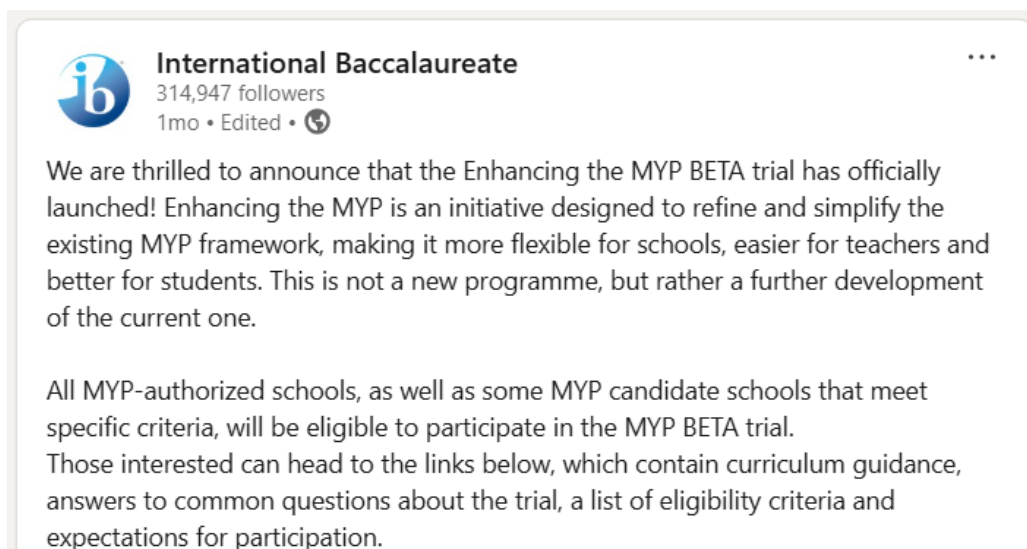 ib
International Baccalaureate
314,947 followers
1mo • Edited •
We are thrilled to announce that the Enhancing the MYP BETA trial has officially
launched! Enhancing the MYP is an initiative designed to refine and simplify the
existing MYP framework, making it more flexible for schools, easier for teachers and
better for students. This is not a new programme, but rather a further development
of the current one.
All MYP-authorized schools, as well as some MYP candidate schools that meet
specific criteria, will be eligible to participate in the MYP BETA trial.
Those interested can head to the links below, which contain curriculum guidance,
answers to common questions about the trial, a list of eligibility criteria and
expectations for participation.